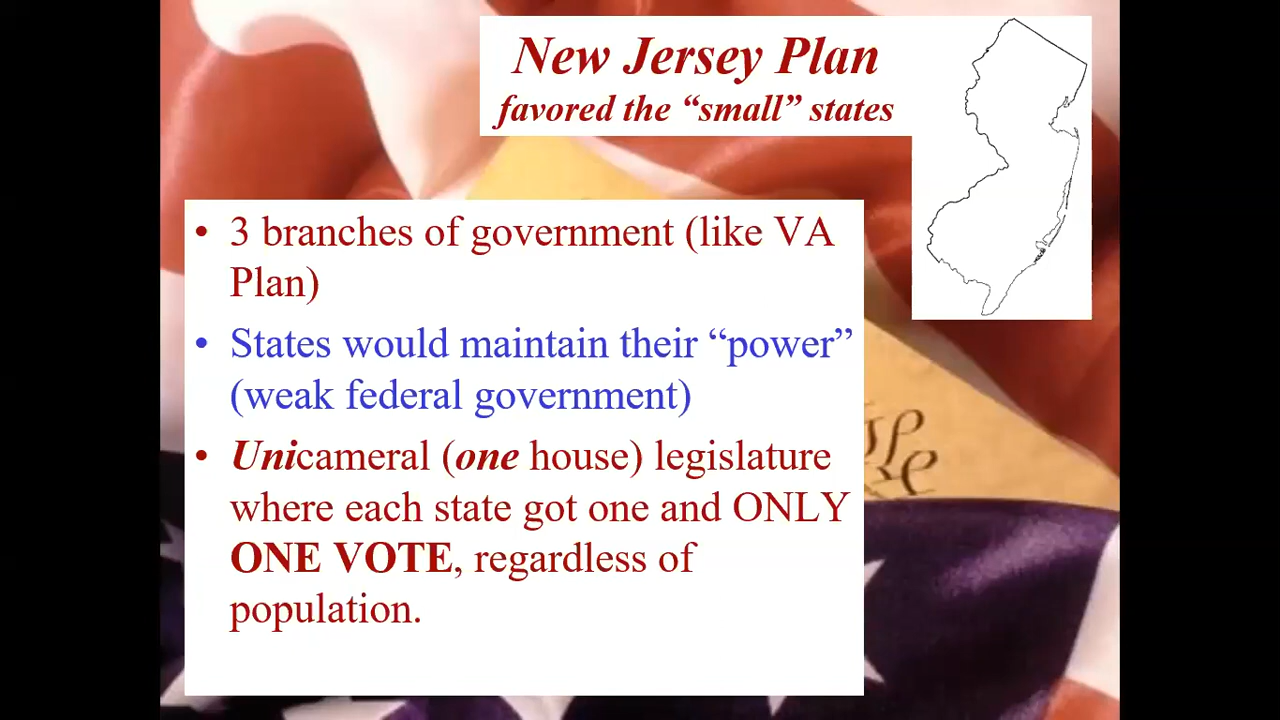 New Jersey Plan
favored the “small” states
• 3 branches of government (like VA
Plan)
• States would maintain their “power”
(weak federal government)
• Unicameral (one house) legislature
where each state got one and ONLY
ONE VOTE, regardless of
population.